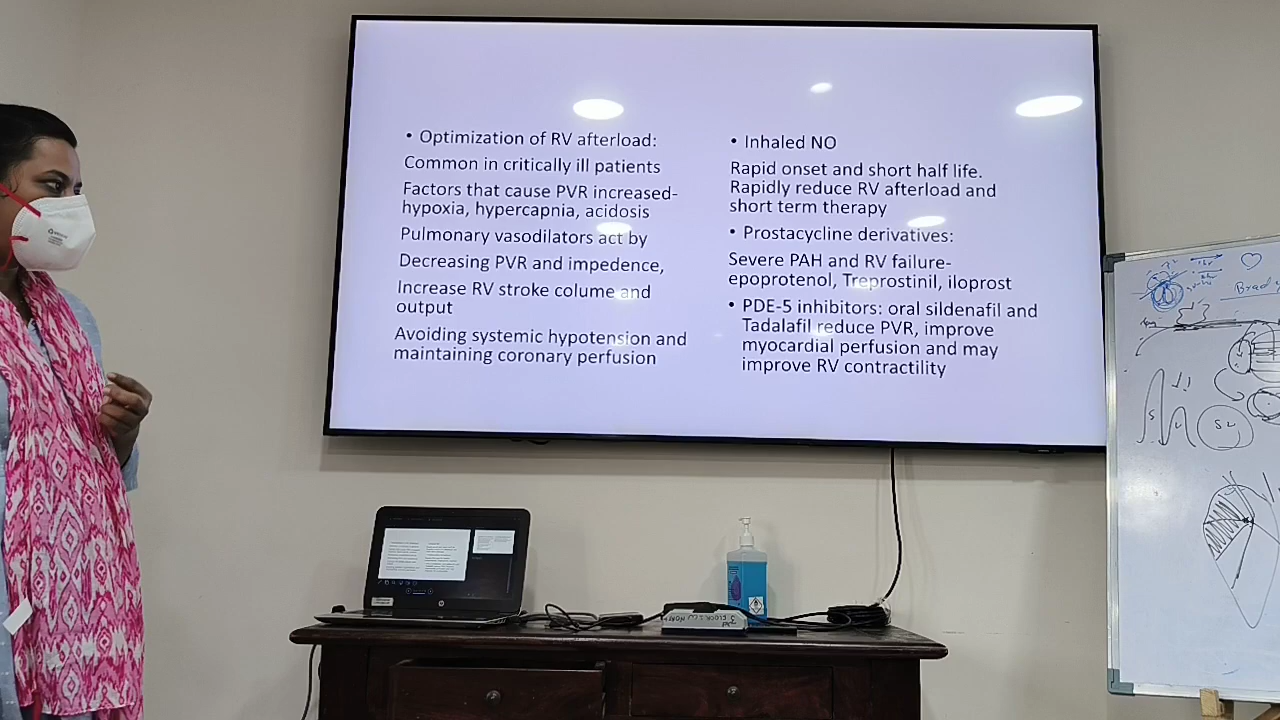 • Optimization of RV afterload:
Common in critically ill patients
Factors that cause PVR increased-
hypoxia, hypercapnia, acidosis
Pulmonary vasodilators act by
Decreasing PVR and impedence,
Increase RV stroke colume and
output
Avoiding systemic hypotension and
maintaining coronary perfusion
• Inhaled NO
Rapid onset and short half life.
Rapidly reduce RV afterload and
short term therapy
• Prostacycline derivatives:
Severe PAH and RV failure-
epoprotenol, Treprostinil, iloprost
• PDE-5 inhibitors: oral sildenafil and
Tadalafil reduce PVR, improve
myocardial perfusion and may
improve RV contractility
hp